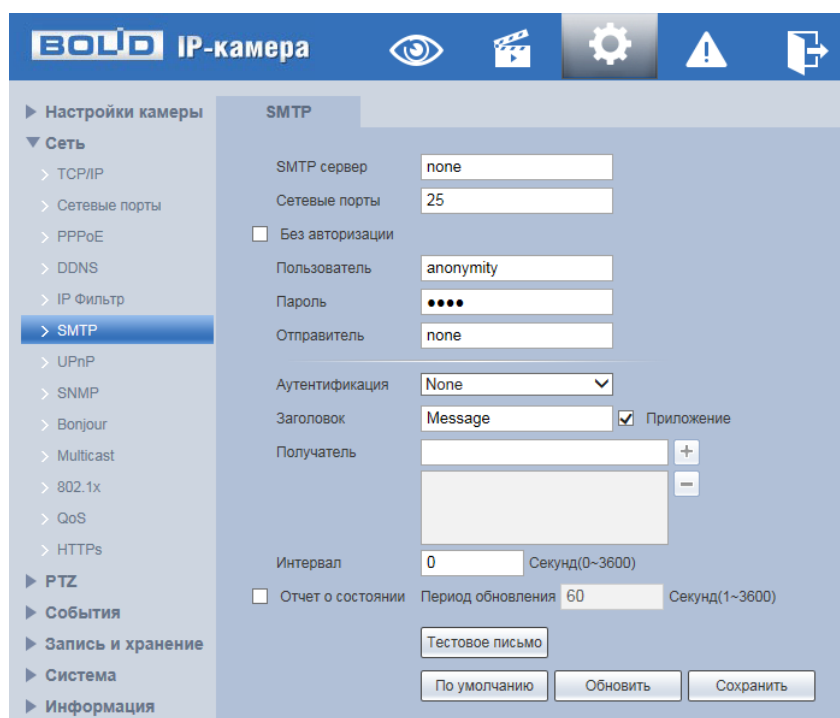 BOLID IP-камера
Настройки камеры
Сеть
TCP/IP
Сетевые порты
PPPoE
DDNS
IP Фильтр
SMTP
UPnP
SNMP
Bonjour
Multicast
802.1x
QoS
HTTPs
PTZ
События
Запись и хранение
Система
Информация
SMTP
SMTP сервер none
Сетевые порты 25
Без авторизации
Пользователь anonymity
Пароль ••••
Отправитель none
Аутентификация None
Заголовок Message Приложение
Получатель
Интервал 0 Секунд(0~3600)
Отчет о состоянии Период обновления 60 Секунд(1~3600)
Тестовое письмо
По умолчанию Обновить Сохранить